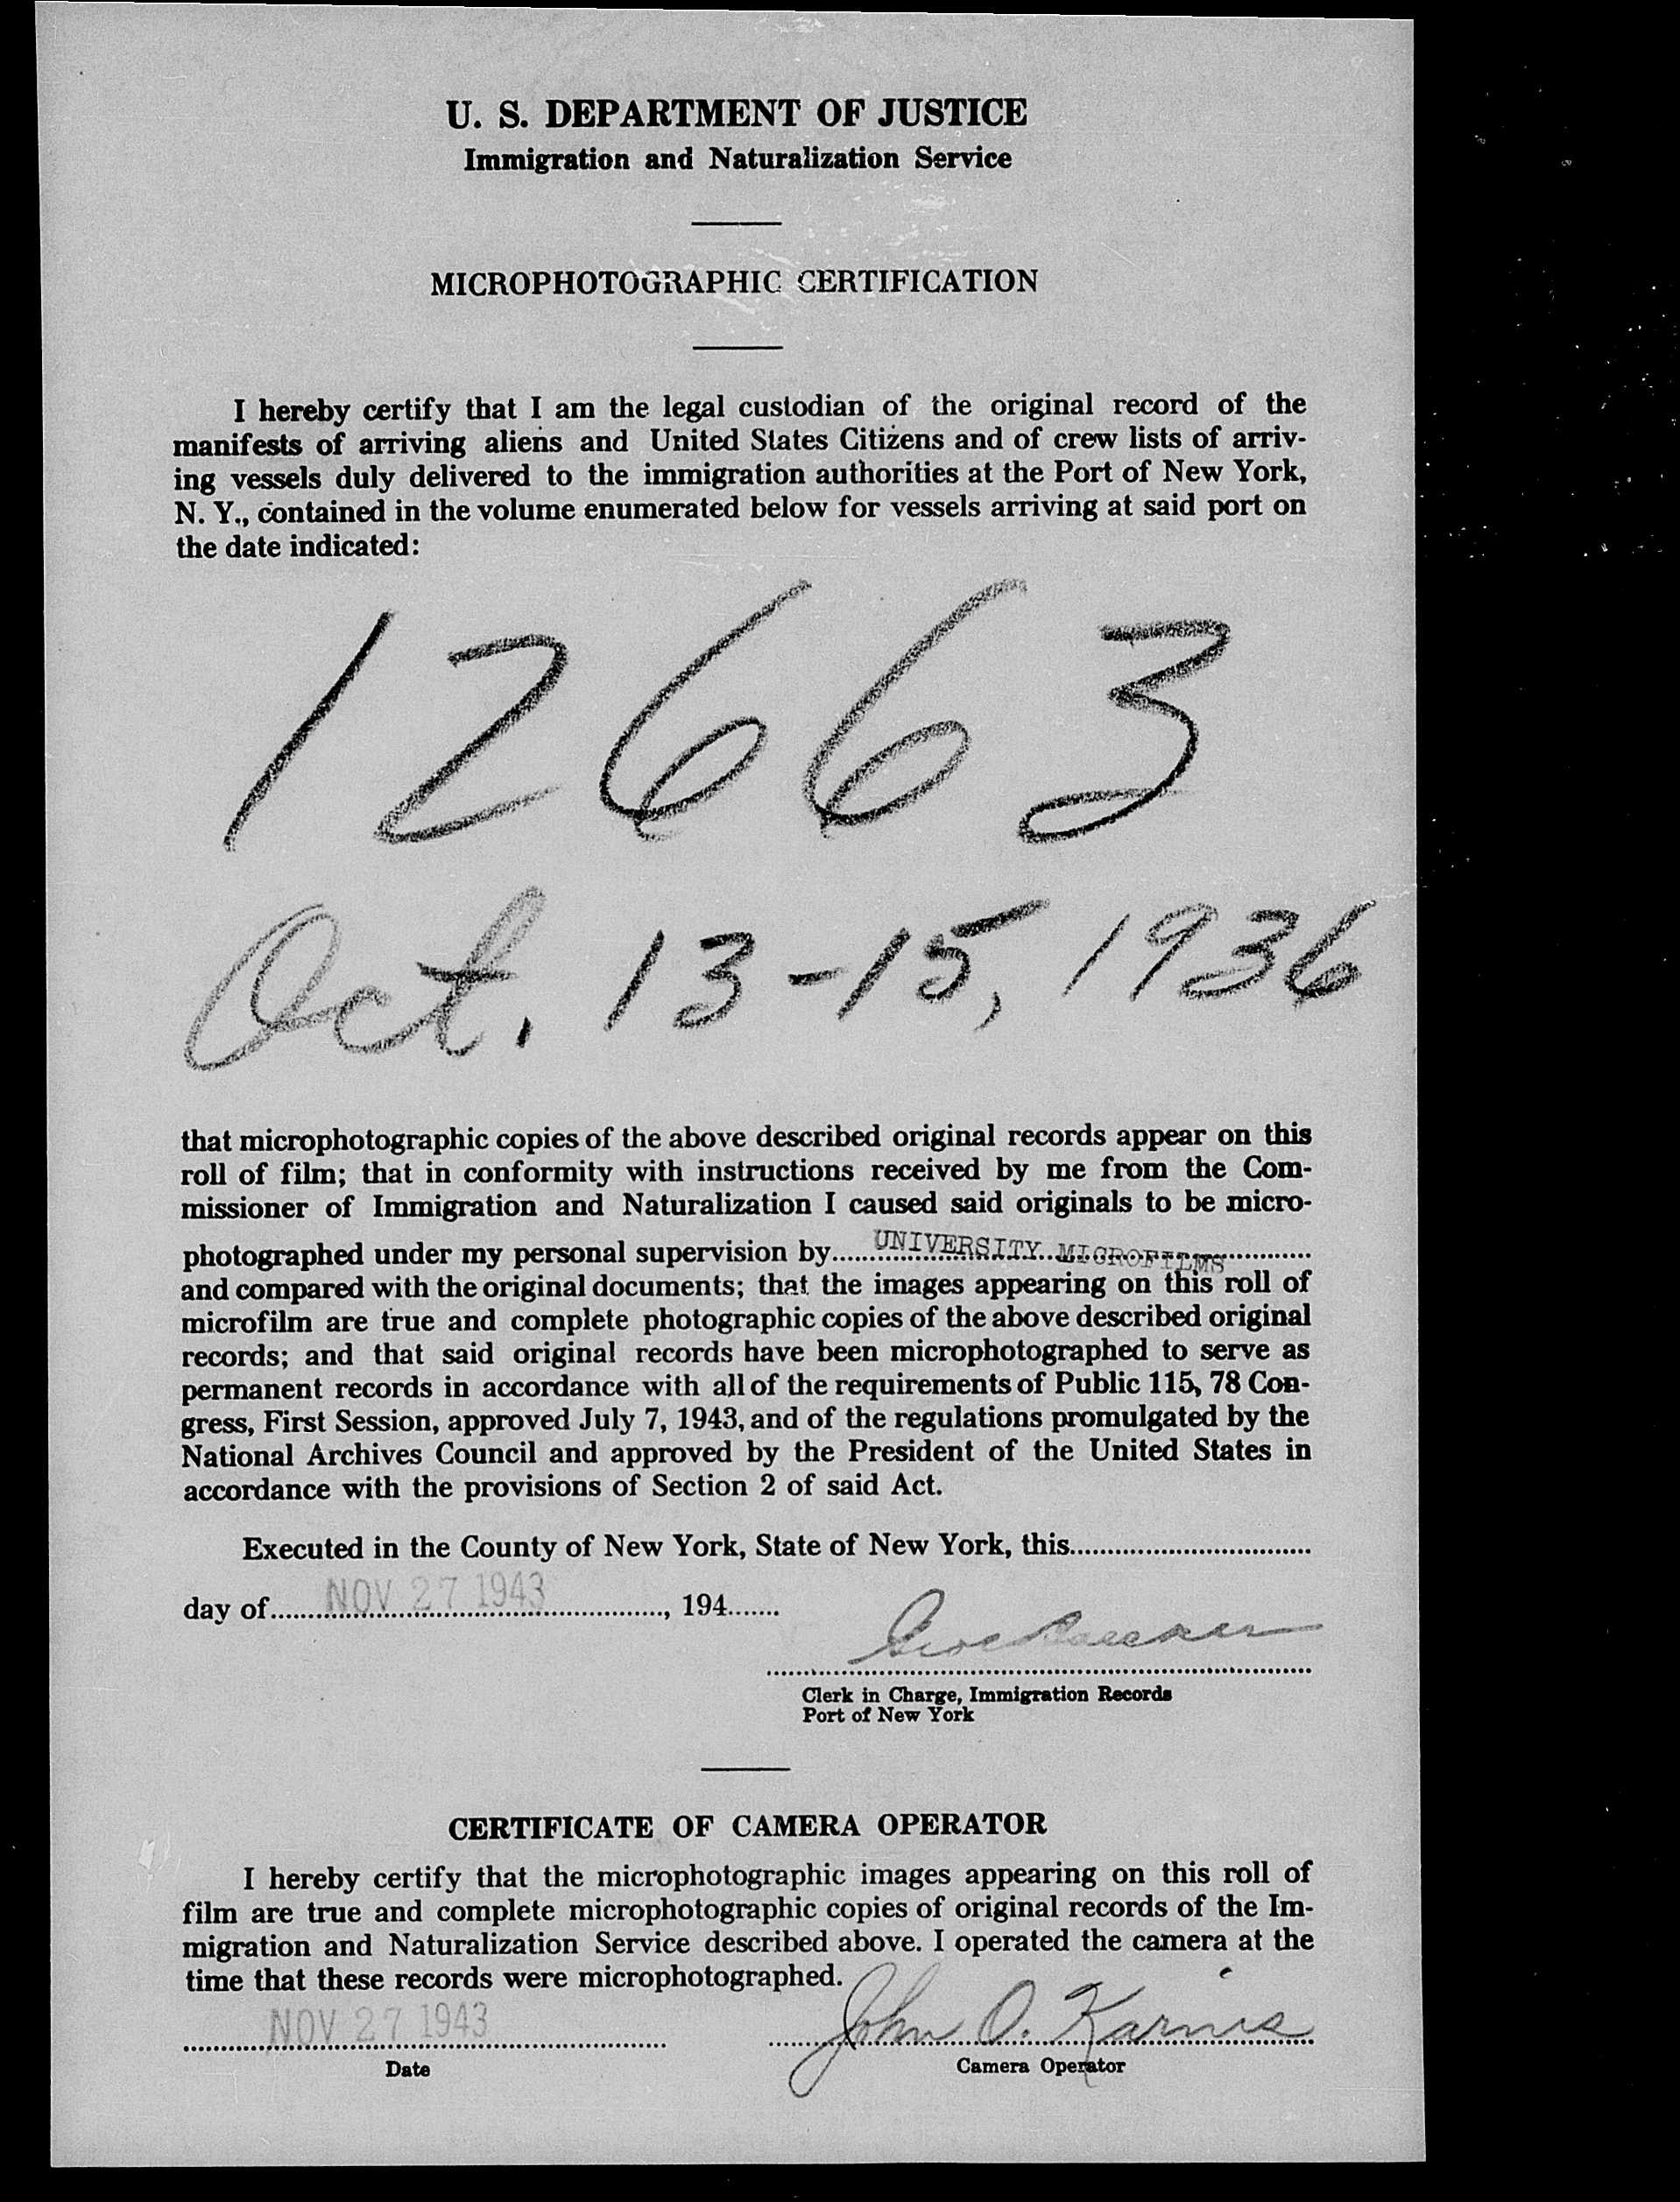 U. S. DEPARTMENT OF JUSTICE
Immigration and Naturalization Service
MICROPHOTOGRAPHIC CERTIFICATION
I hereby certify that I am the legal custodian of the original record of the
manifests of arriving aliens and United States Citizens and of crew lists of arriv-
ing vessels duly delivered to the immigration authorities at the Port of New York,
N. Y., contained in the volume enumerated below for vessels arriving at said port on
the date indicated:
12663
Oct. 13-15, 1936
that microphotographic copies of the above described original records appear on this
roll of film; that in conformity with instructions received by me from the Com-
missioner of Immigration and Naturalization I caused said originals to be micro-
photographed under my personal supervision by UNIVERSITY MICROFILMS
and compared with the original documents; that the images appearing on this roll of
microfilm are true and complete photographic copies of the above described original
records; and that said original records have been microphotographed to serve as
permanent records in accordance with all of the requirements of Public 115, 78 Con-
gress, First Session, approved July 7, 1943, and of the regulations promulgated by the
National Archives Council and approved by the President of the United States in
accordance with the provisions of Section 2 of said Act.
Executed in the County of New York, State of New York, this
day of NOV 27 1943, 194
Clerk in Charge, Immigration Records
Port of New York
CERTIFICATE OF CAMERA OPERATOR
I hereby certify that the microphotographic images appearing on this roll of
film are true and complete microphotographic copies of original records of the Im-
migration and Naturalization Service described above. I operated the camera at the
time that these records were microphotographed.
NOV 27 1943 John O. Karnis
Date Camera Operator